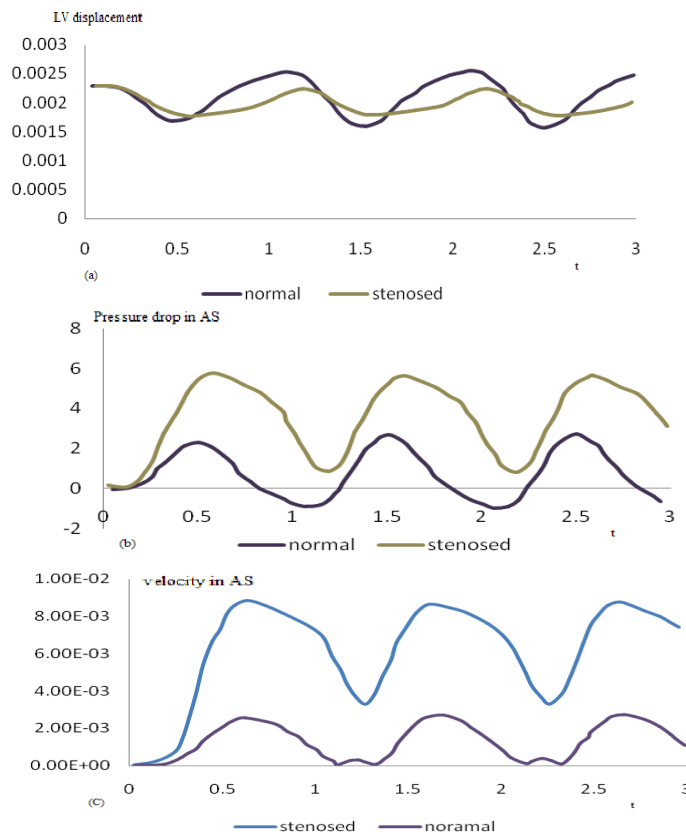 LV displacement
0.003
0.0025
0.002
0.0015
0.001
0.0005
0
0 0.5 1 1.5 2 2.5 3
(a) t
normal stenosed
Pressure drop in AS
8
6
4
2
0
-2
0 0.5 1 1.5 2 2.5 3
(b) t
normal stenosed
velocity in AS
1.00E-02
8.00E-03
6.00E-03
4.00E-03
2.00E-03
0.00E+00
0 0.5 1 1.5 2 2.5 3
(C) t
stenosed noramal